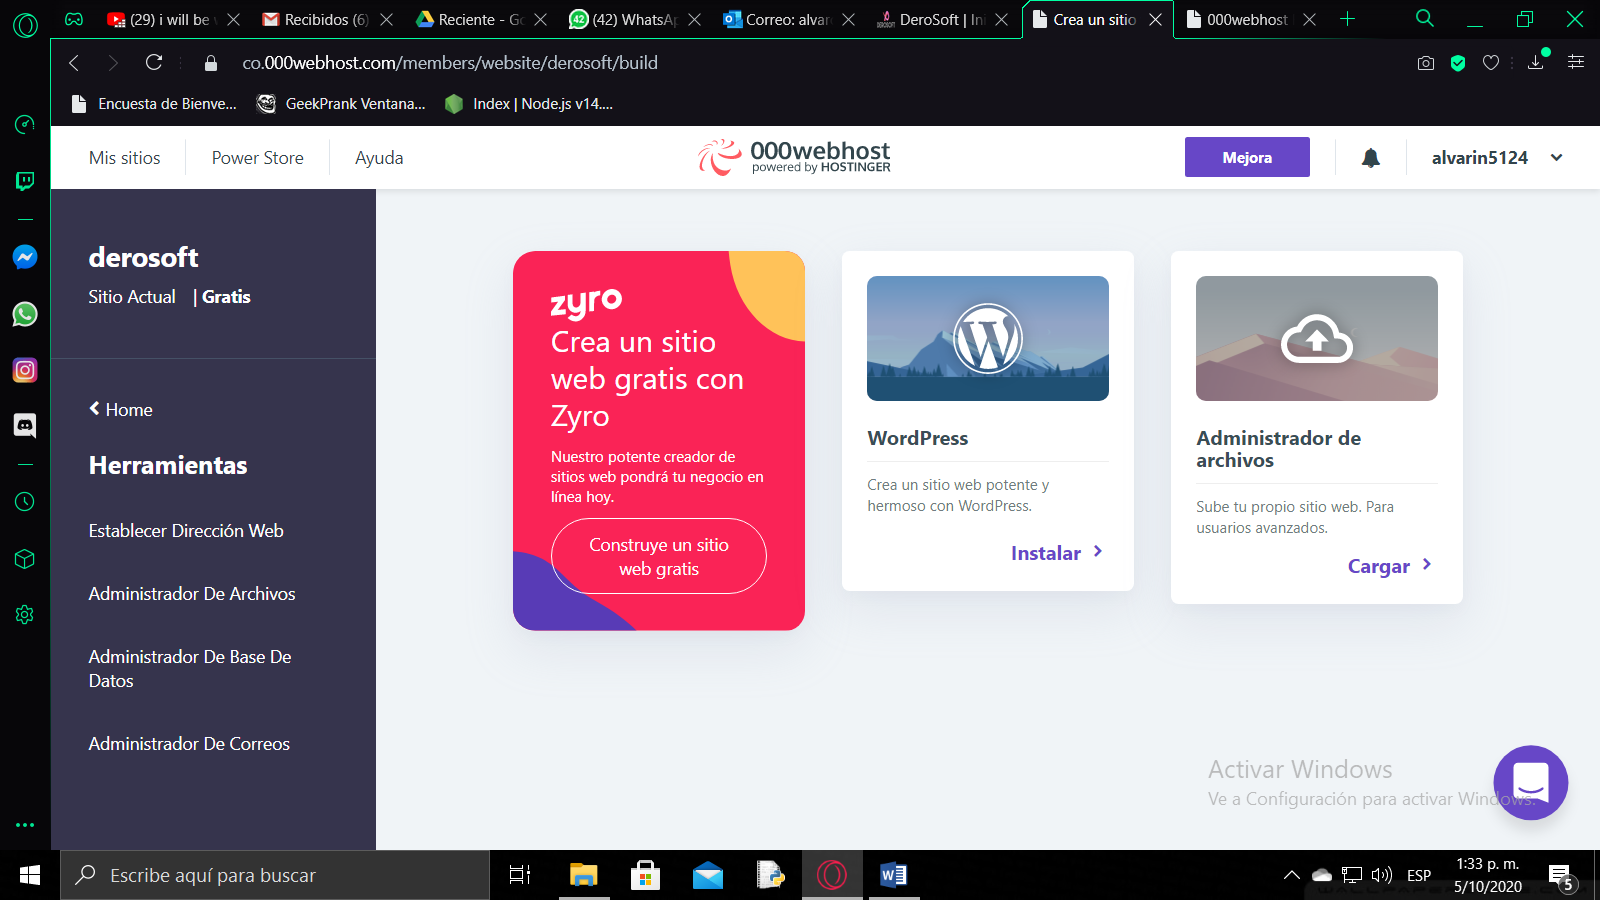 (29) i will be
Recibidos (6)
Reciente - Go
(42) WhatsAp
Correo: alvar
DeroSoft | Ini
Crea un sitio
000webhost
co.000webhost.com/members/website/derosoft/build
Encuesta de Bienve...
GeekPrank Ventana...
Index | Node.js v14....
Mis sitios
Power Store
Ayuda
000webhost
powered by HOSTINGER
Mejora
alvarin5124
derosoft
Sitio Actual | Gratis
Home
Herramientas
Establecer Dirección Web
Administrador De Archivos
Administrador De Base De
Datos
Administrador De Correos
zyro
Crea un sitio
web gratis con
Zyro
Nuestro potente creador de
sitios web pondrá tu negocio en
línea hoy.
Construye un sitio
web gratis
WordPress
Crea un sitio web potente y
hermoso con WordPress.
Instalar
Administrador de
archivos
Sube tu propio sitio web. Para
usuarios avanzados.
Cargar
Activar Windows
Ve a Configuración para activar Windows.
Escribe aquí para buscar
ESP
1:33 p. m.
5/10/2020
5